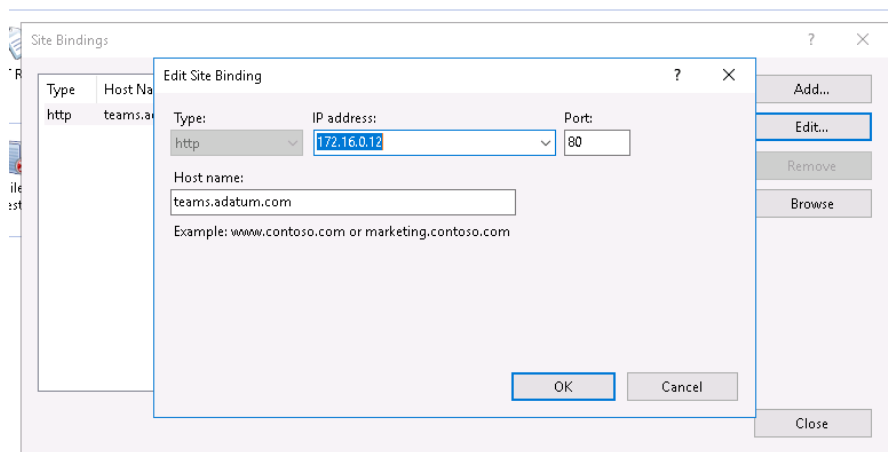 Site Bindings
Edit Site Binding
Type Host Na
http teams.a
Type: IP address: Port:
http 172.16.0.12 80
Host name:
teams.adatum.com
Example: www.contoso.com or marketing.contoso.com
OK Cancel
Add...
Edit...
Remove
Browse
Close